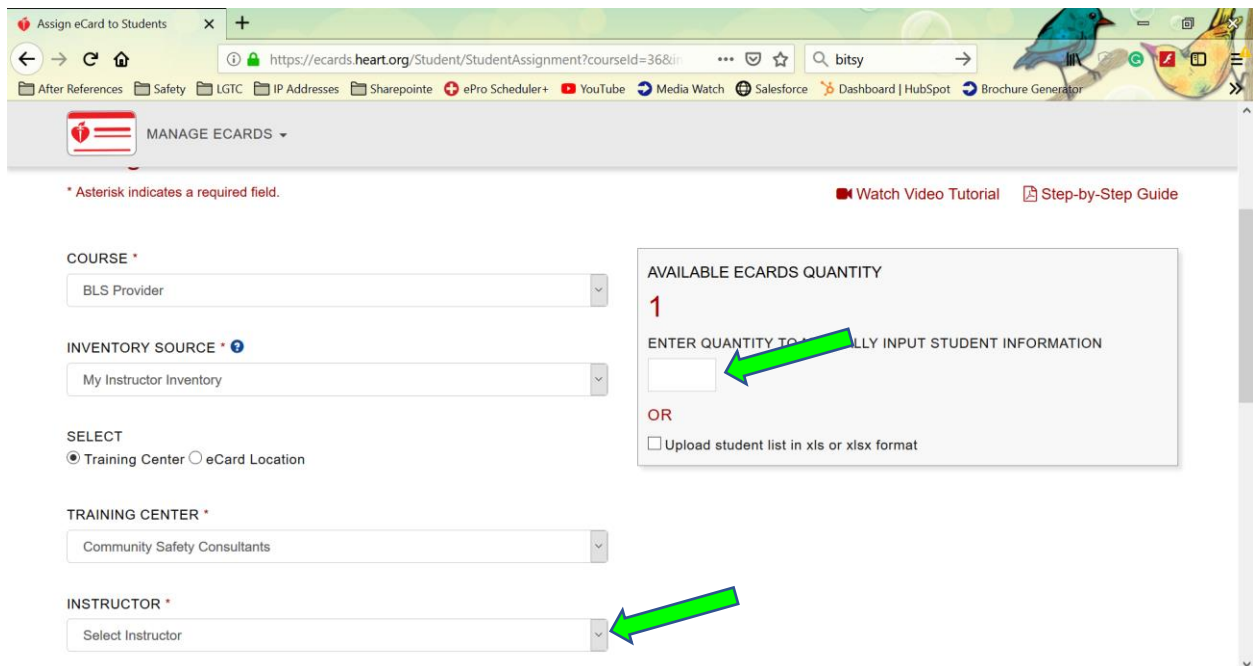 Assign eCard to Students
https://ecards.heart.org/Student/StudentAssignment?courseId=36&in
bitsy
After References Safety LGTC IP Addresses Sharepointe ePro Scheduler+ YouTube Media Watch Salesforce Dashboard | HubSpot Brochure Generator
MANAGE ECARDS
* Asterisk indicates a required field.
Watch Video Tutorial Step-by-Step Guide
COURSE *
BLS Provider
INVENTORY SOURCE *
My Instructor Inventory
SELECT
Training Center eCard Location
TRAINING CENTER *
Community Safety Consultants
INSTRUCTOR *
Select Instructor
AVAILABLE ECARDS QUANTITY
1
ENTER QUANTITY TO INPUT STUDENT INFORMATION
OR
Upload student list in xls or xlsx format